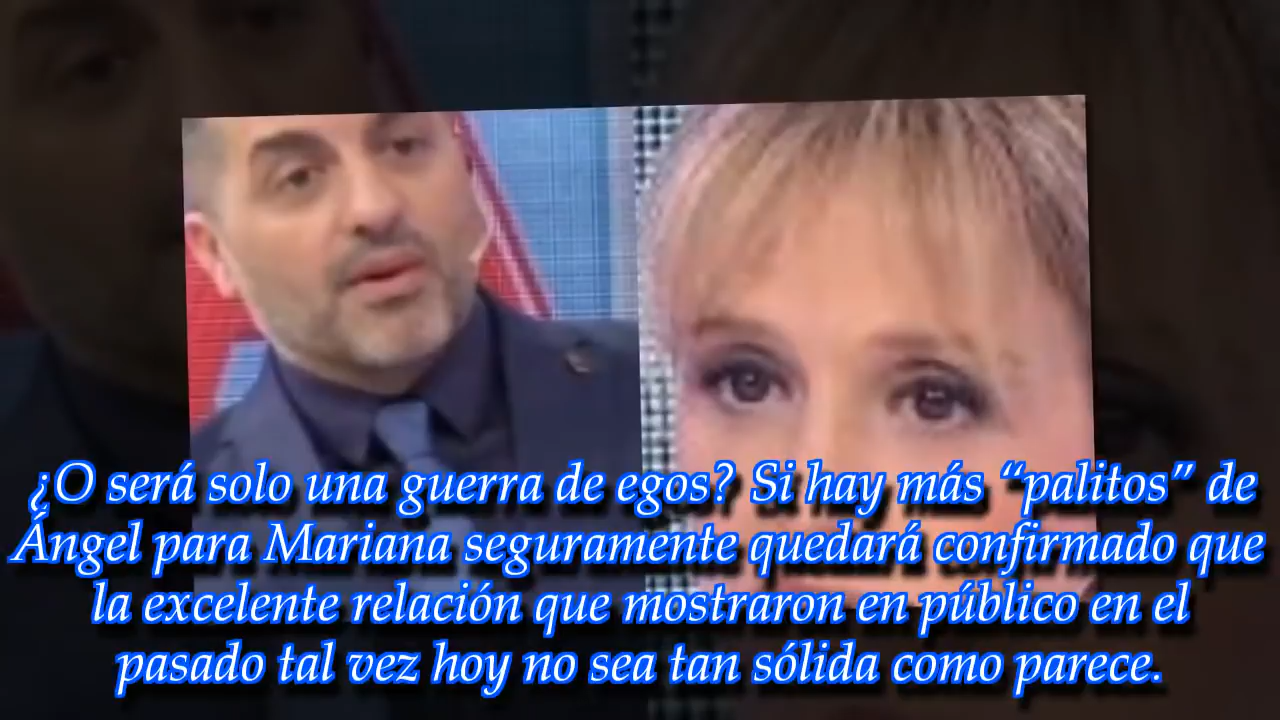 ¿O será solo una guerra de egos? Si hay más “palitos” de
Ángel para Mariana seguramente quedará confirmado que
la excelente relación que mostraron en público en el
pasado tal vez hoy no sea tan sólida como parece.